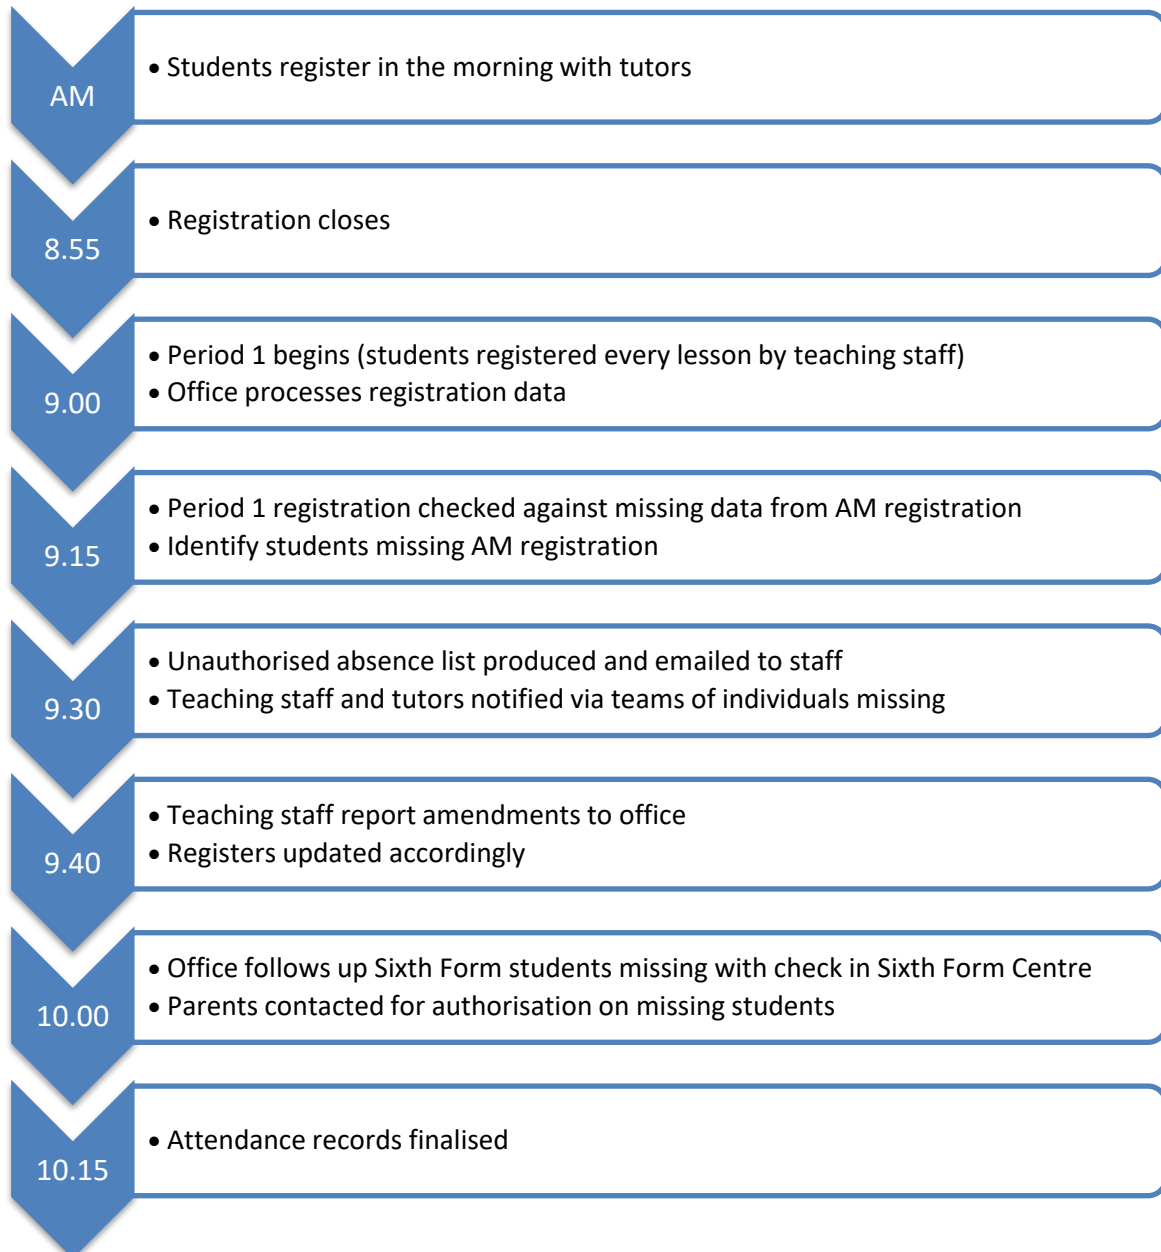 AM
• Students register in the morning with tutors
8.55
• Registration closes
9.00
• Period 1 begins (students registered every lesson by teaching staff)
• Office processes registration data
9.15
• Period 1 registration checked against missing data from AM registration
• Identify students missing AM registration
9.30
• Unauthorised absence list produced and emailed to staff
• Teaching staff and tutors notified via teams of individuals missing
9.40
• Teaching staff report amendments to office
• Registers updated accordingly
10.00
• Office follows up Sixth Form students missing with check in Sixth Form Centre
• Parents contacted for authorisation on missing students
10.15
• Attendance records finalised